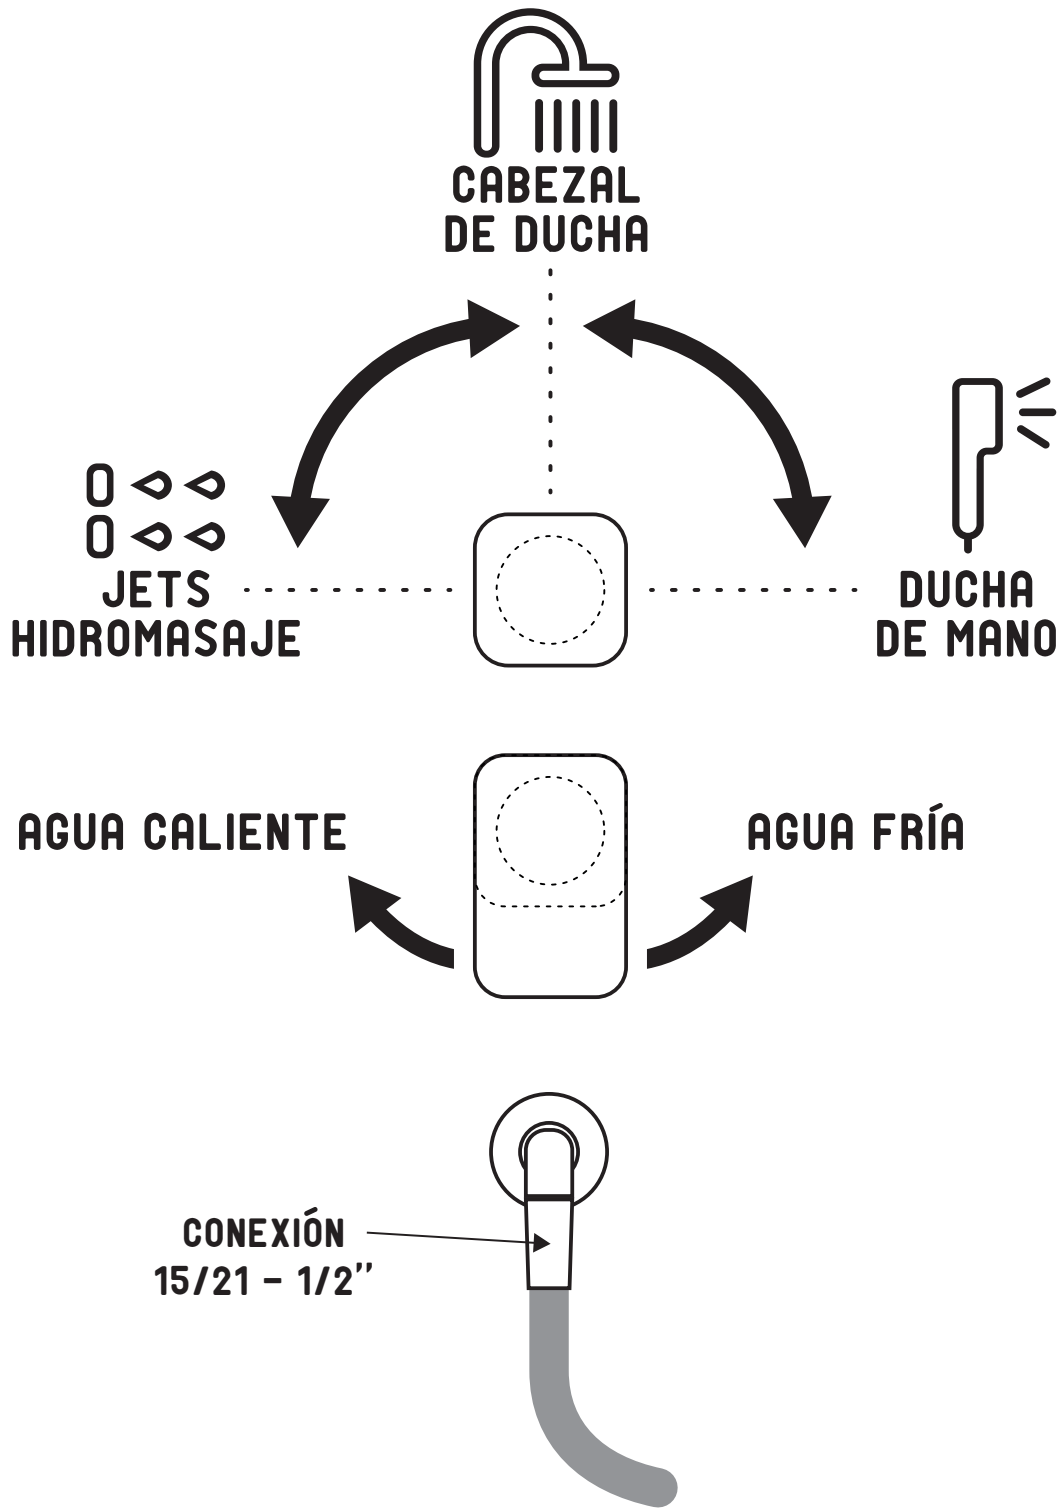 CABEZAL
DE DUCHA
JETS
HIDROMASAJE
DUCHA
DE MANO
AGUA CALIENTE
AGUA FRÍA
CONEXIÓN
15/21 - 1/2”